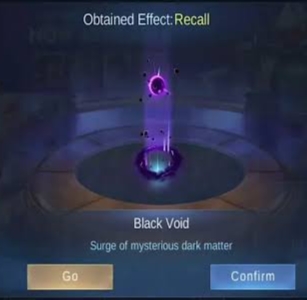 Obtained Effect: Recall
Black Void
Surge of mysterious dark matter
Go
Confirm